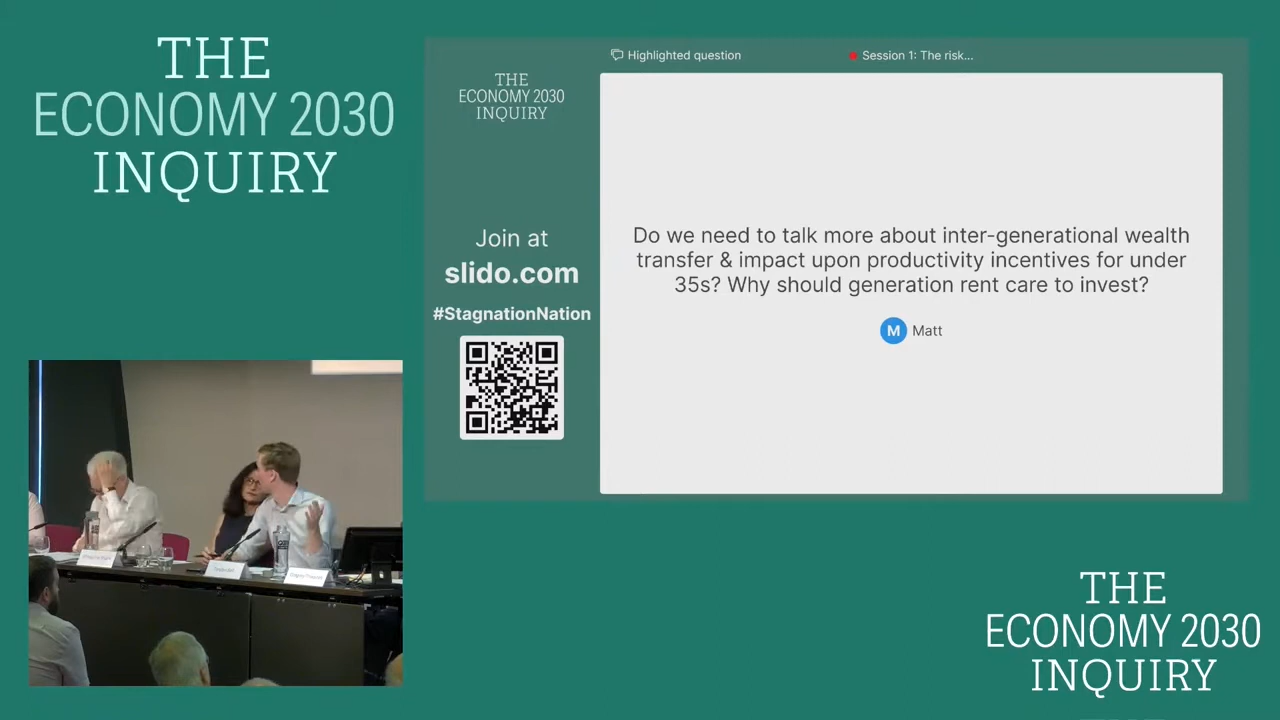 THE
ECONOMY 2030
INQUIRY
Highlighted question
Session 1: The risk...
THE
ECONOMY 2030
INQUIRY
Join at
slido.com
#StagnationNation
Do we need to talk more about inter-generational wealth
transfer & impact upon productivity incentives for under
35s? Why should generation rent care to invest?
M Matt
THE
ECONOMY 2030
INQUIRY